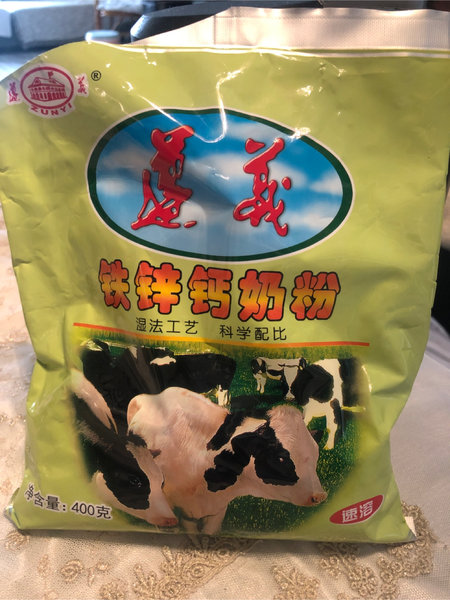 遵 义 ®
ZUNYI
遵 义
铁锌钙奶粉
湿法工艺 科学配比
净含量: 400克
速溶